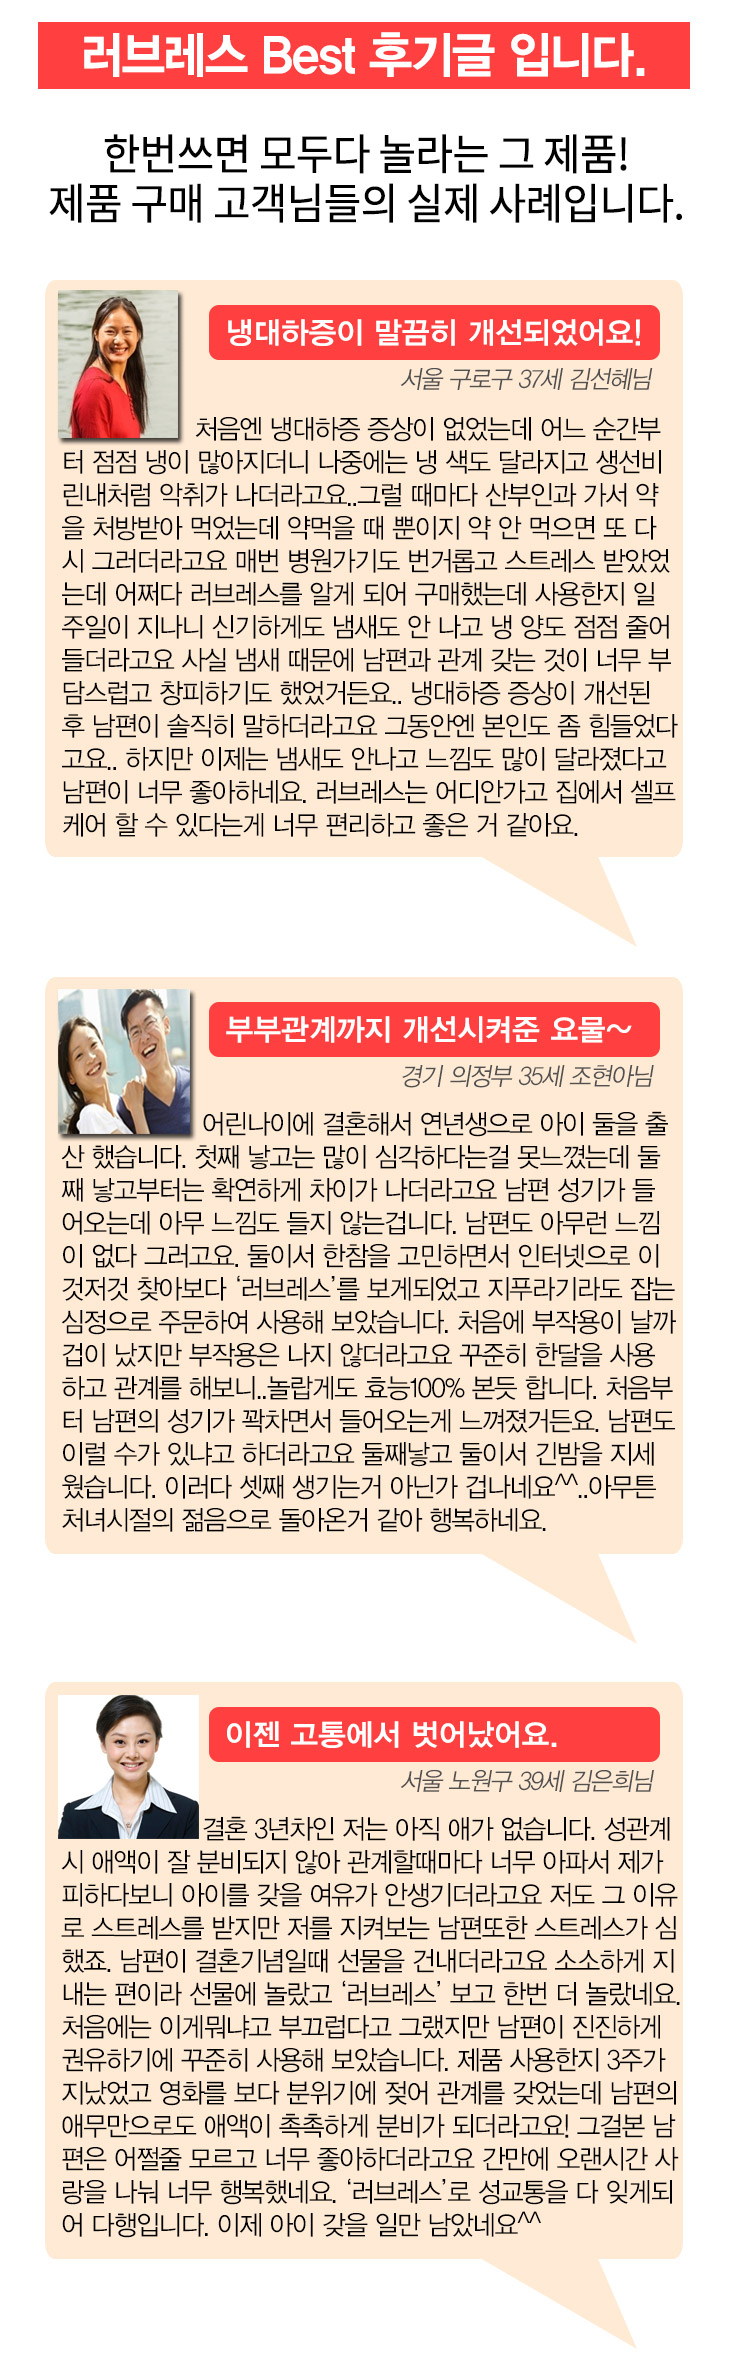 러브레스 Best 후기글 입니다.
한번쓰면 모두다 놀라는 그 제품!
제품 구매 고객님들의 실제 사례입니다.
냉대하증이 말끔히 개선되었어요!
서울 구로구 37세 김선혜님
처음엔 냉대하증 증상이 없었는데 어느 순간부
터 점점 냉이 많아지더니 나중에는 냉 색도 달라지고 생선비
린내처럼 악취가 나더라고요..그럴 때마다 산부인과 가서 약
을 처방받아 먹었는데 약먹을 때 뿐이지 약 안 먹으면 또 다
시 그러더라고요 매번 병원가기도 번거롭고 스트레스 받았었
는데 어쩌다 러브레스를 알게 되어 구매했는데 사용한지 일
주일이 지나니 신기하게도 냄새도 안 나고 냉 양도 점점 줄어
들더라고요 사실 냄새 때문에 남편과 관계 갖는 것이 너무 부
담스럽고 창피하기도 했었거든요.. 냉대하증 증상이 개선된
후 남편이 솔직히 말하더라고요 그동안엔 본인도 좀 힘들었다
고요.. 하지만 이제는 냄새도 안나고 느낌도 많이 달라졌다고
남편이 너무 좋아하네요. 러브레스는 어디안가고 집에서 셀프
케어 할 수 있다는게 너무 편리하고 좋은 거 같아요.
부부관계까지 개선시켜준 요물~
경기 의정부 35세 조현아님
어린나이에 결혼해서 연년생으로 아이 둘을 출
산 했습니다. 첫째 낳고는 많이 심각하다는걸 못느꼈는데 둘
째 낳고부터는 확연하게 차이가 나더라고요 남편 성기가 들
어오는데 아무 느낌도 들지 않는겁니다. 남편도 아무런 느낌
이 없다 그러고요. 둘이서 한참을 고민하면서 인터넷으로 이
것저것 찾아보다 ‘러브레스’를 보게되었고 지푸라기라도 잡는
심정으로 주문하여 사용해 보았습니다. 처음에 부작용이 날까
겁이 났지만 부작용은 나지 않더라고요 꾸준히 한달을 사용
하고 관계를 해보니..놀랍게도 효능100% 본듯 합니다. 처음부
터 남편의 성기가 꽉차면서 들어오는게 느껴졌거든요. 남편도
이럴 수가 있냐고 하더라고요 둘째낳고 둘이서 긴밤을 지세
웠습니다. 이러다 셋째 생기는거 아닌가 겁나네요^^..아무튼
처녀시절의 젊음으로 돌아온거 같아 행복하네요.
이젠 고통에서 벗어났어요.
서울 노원구 39세 김은희님
결혼 3년차인 저는 아직 애가 없습니다. 성관계
시 애액이 잘 분비되지 않아 관계할때마다 너무 아파서 제가
피하다보니 아이를 갖을 여유가 안생기더라고요 저도 그 이유
로 스트레스를 받지만 저를 지켜보는 남편또한 스트레스가 심
했죠. 남편이 결혼기념일때 선물을 건내더라고요 소소하게 지
내는 편이라 선물에 놀랐고 ‘러브레스’ 보고 한번 더 놀랐네요.
처음에는 이게뭐냐고 부끄럽다고 그랬지만 남편이 진진하게
권유하기에 꾸준히 사용해 보았습니다. 제품 사용한지 3주가
지났었고 영화를 보다 분위기에 젖어 관계를 갖었는데 남편의
애무만으로도 애액이 촉촉하게 분비가 되더라고요! 그걸본 남
편은 어쩔줄 모르고 너무 좋아하더라고요 간만에 오랜시간 사
랑을 나눠 너무 행복했네요. ‘러브레스’로 성교통을 다 잊게되
어 다행입니다. 이제 아이 갖을 일만 남았네요^^